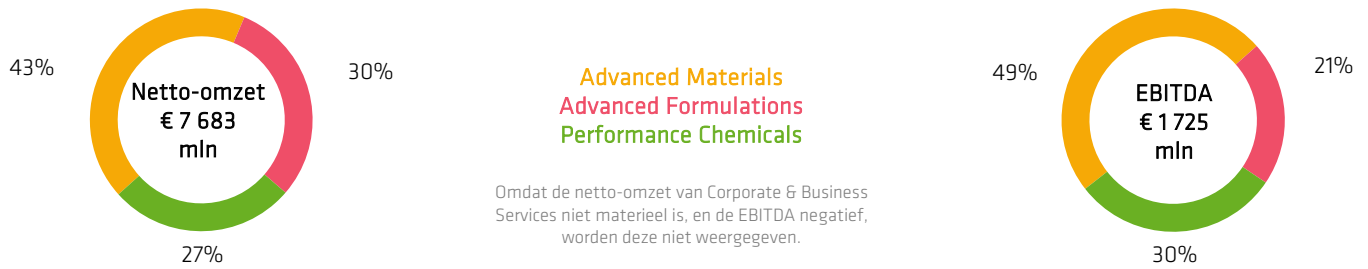 43%
Netto-omzet
€ 7 683
mln
30%
27%
Advanced Materials
Advanced Formulations
Performance Chemicals
Omdat de netto-omzet van Corporate & Business
Services niet materieel is, en de EBITDA negatief,
worden deze niet weergegeven.
49%
EBITDA
€ 1 725
mln
21%
30%